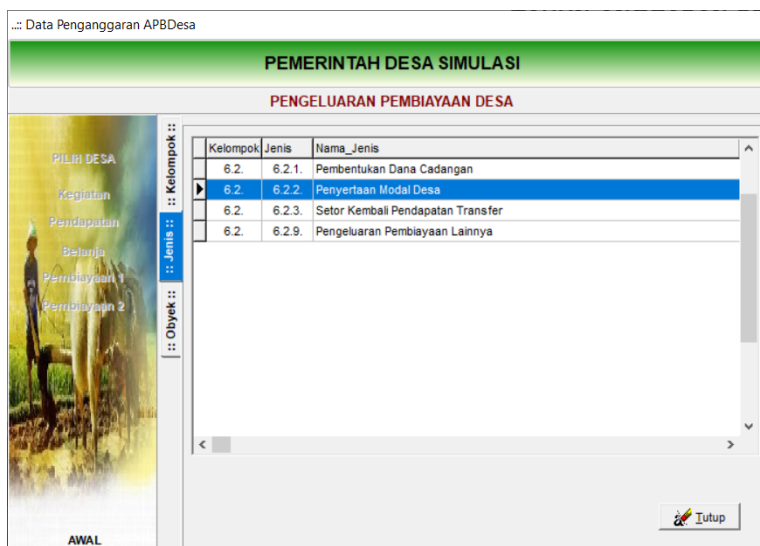 ..:: Data Penganggaran APBDesa
PEMERINTAH DESA SIMULASI
PENGELUARAN PEMBIAYAAN DESA
PILIH DESA
Kegiatan
Pendapatan
Belanja
Pembiayaan 1
Pembiayaan 2
AWAL
:: Kelompok ::
:: Jenis ::
:: Obyek ::
Kelompok Jenis Nama_Jenis
6.2. 6.2.1. Pembentukan Dana Cadangan
6.2. 6.2.2. Penyertaan Modal Desa
6.2. 6.2.3. Setor Kembali Pendapatan Transfer
6.2. 6.2.9. Pengeluaran Pembiayaan Lainnya
Tutup